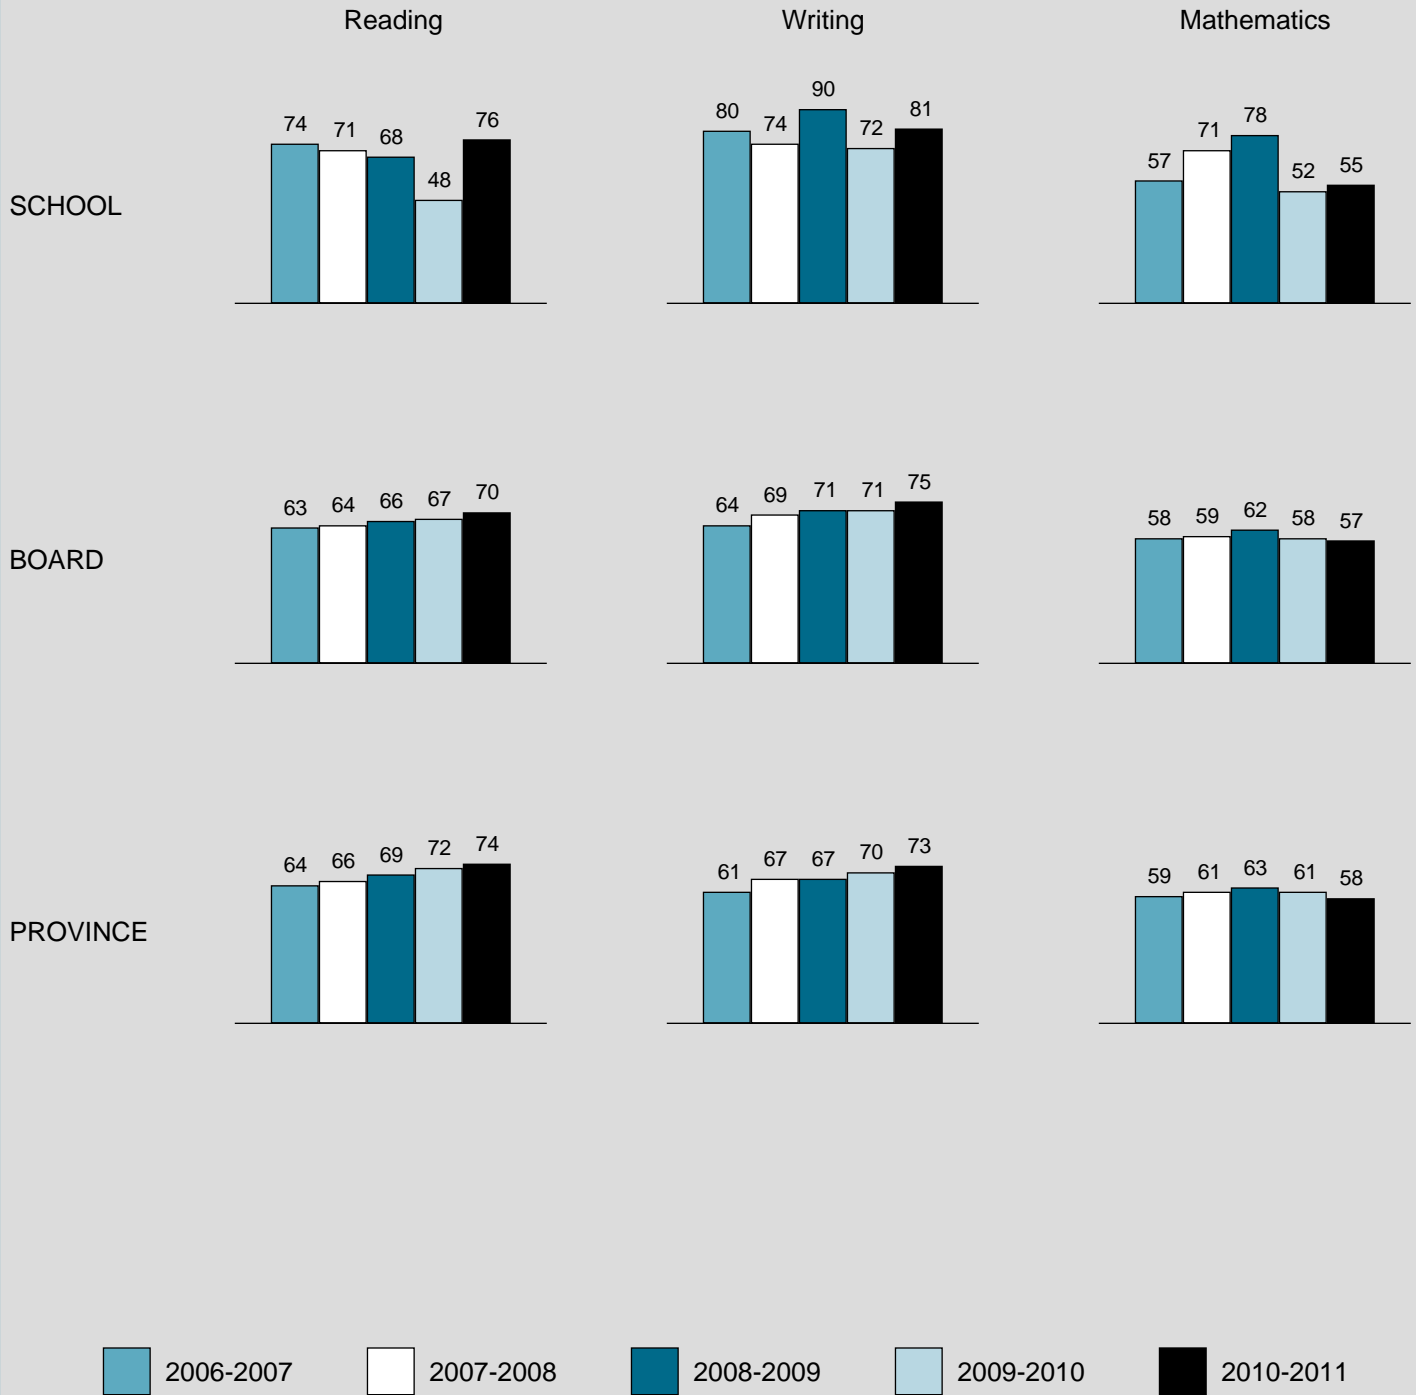 Reading Writing Mathematics
SCHOOL
74 71 68 48 76
80 74 90 72 81
57 71 78 52 55
BOARD
63 64 66 67 70
64 69 71 71 75
58 59 62 58 57
PROVINCE
64 66 69 72 74
61 67 67 70 73
59 61 63 61 58
2006-2007 2007-2008 2008-2009 2009-2010 2010-2011